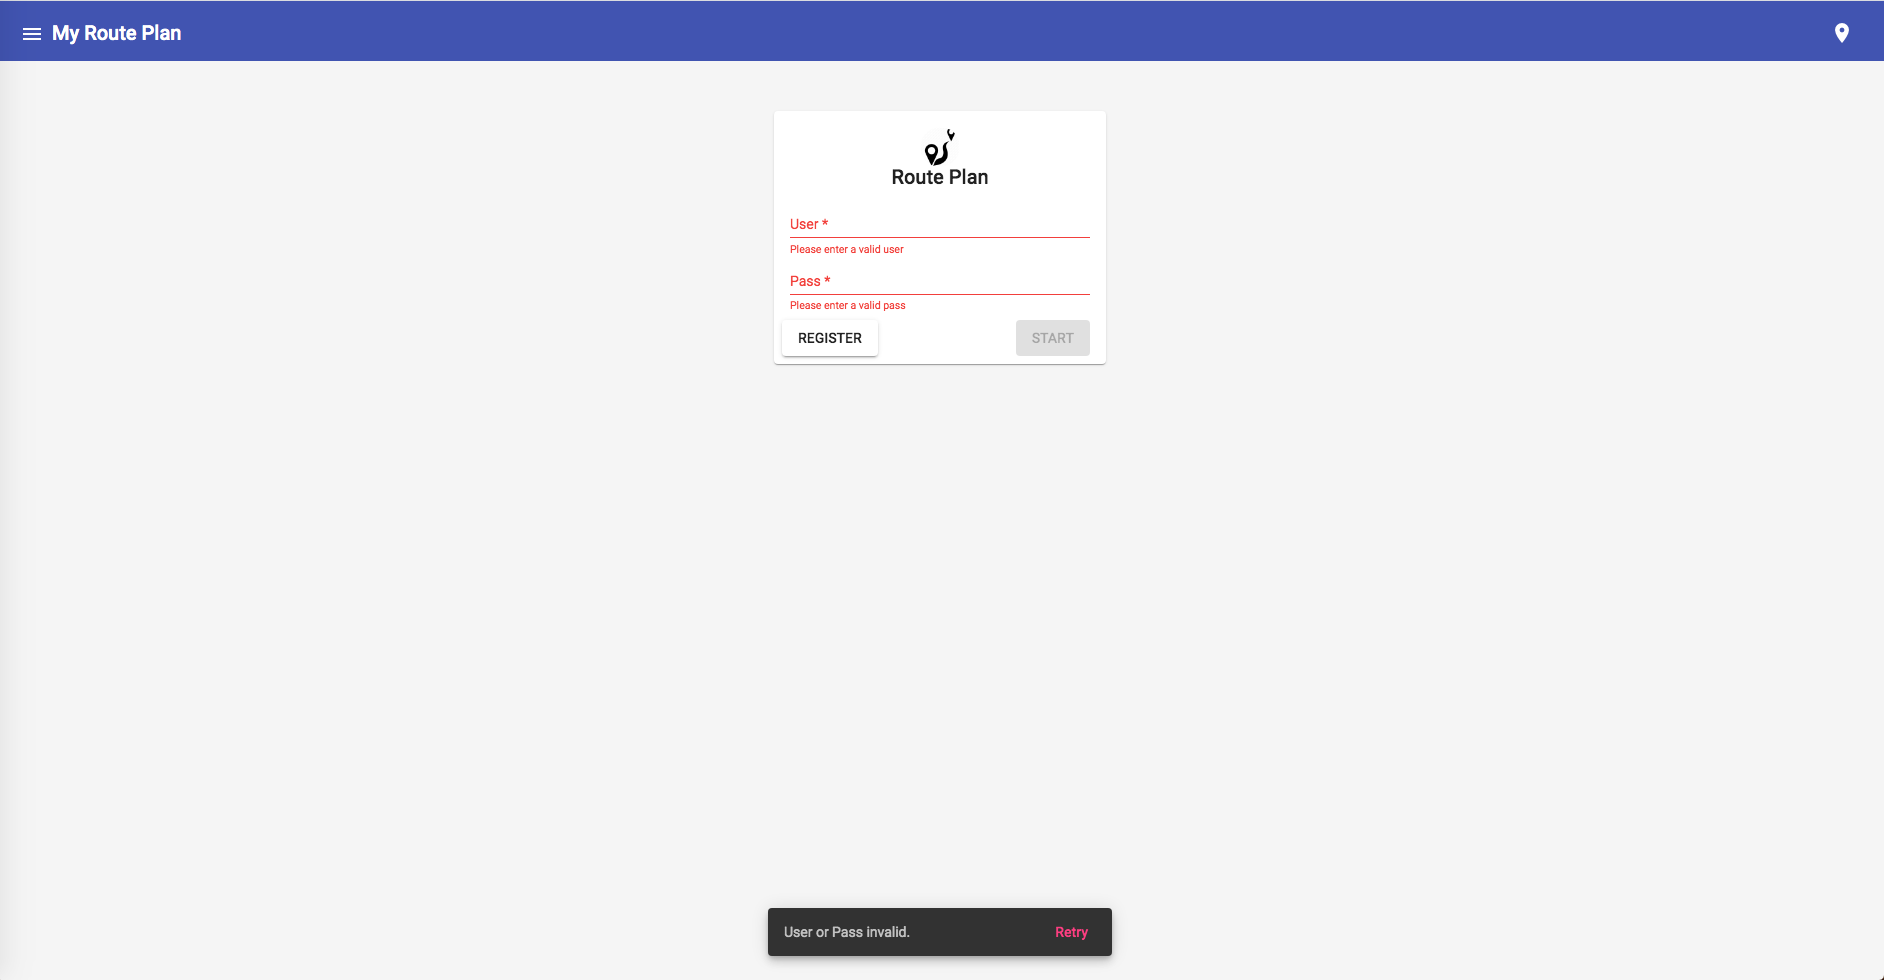 My Route Plan
Route Plan
User *
Please enter a valid user
Pass *
Please enter a valid pass
REGISTER
START
User or Pass invalid.
Retry